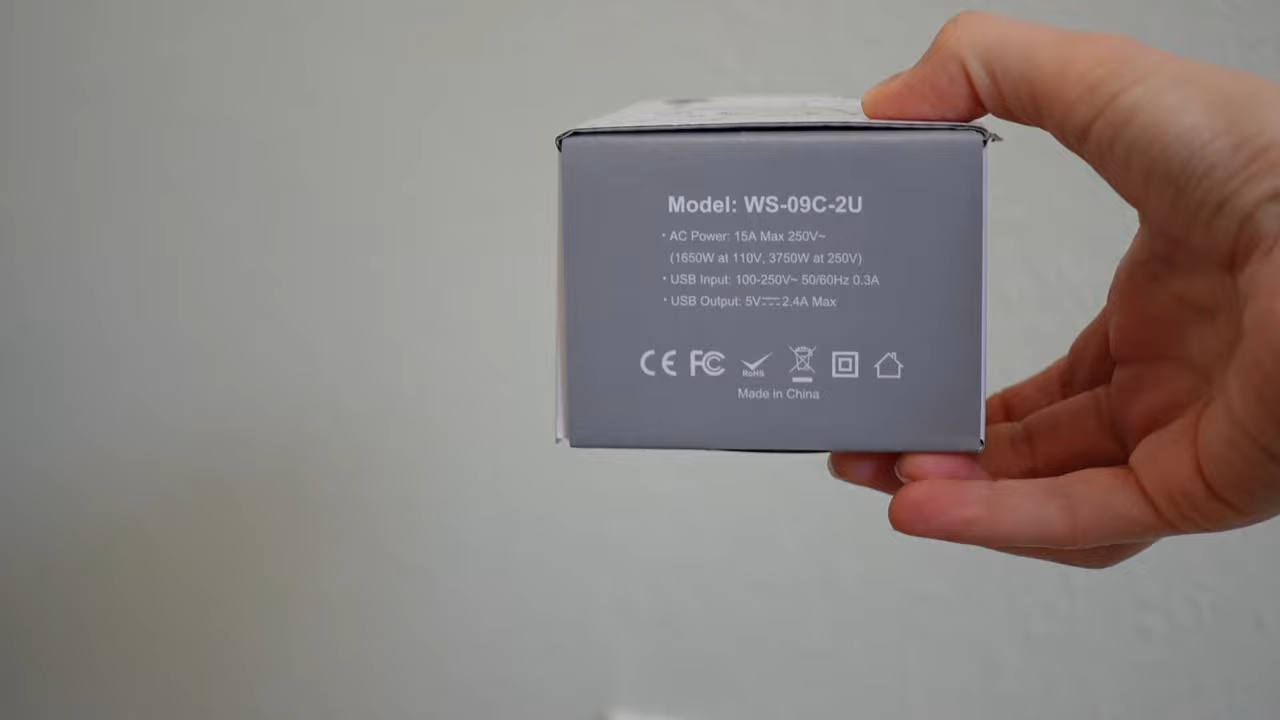 Model: WS-09C-2U
• AC Power: 15A Max 250V~
(1650W at 110V, 3750W at 250V)
• USB Input: 100-250V~ 50/60Hz 0.3A
• USB Output: 5V⎓2.4A Max
CE FC RoHS
Made in China